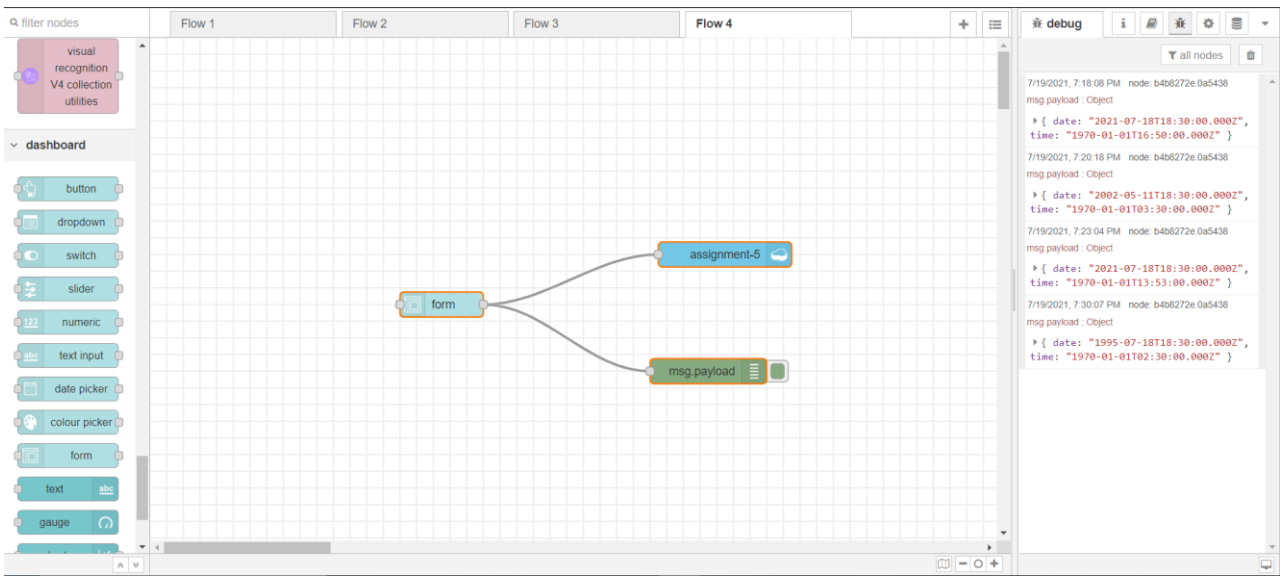 filter nodes
Flow 1
Flow 2
Flow 3
Flow 4
debug
i
all nodes
visual
recognition
V4 collection
utilities
dashboard
button
dropdown
switch
slider
123 numeric
abc text input
date picker
colour picker
form
text abc
gauge
form
assignment-5
msg.payload
7/19/2021, 7:18:08 PM node: b4b8272e.0a5438
msg.payload : Object
{ date: "2021-07-18T18:30:00.000Z",
time: "1970-01-01T16:50:00.000Z" }
7/19/2021, 7:20:18 PM node: b4b8272e.0a5438
msg.payload : Object
{ date: "2002-05-11T18:30:00.000Z",
time: "1970-01-01T03:30:00.000Z" }
7/19/2021, 7:23:04 PM node: b4b8272e.0a5438
msg.payload : Object
{ date: "2021-07-18T18:30:00.000Z",
time: "1970-01-01T13:53:00.000Z" }
7/19/2021, 7:30:07 PM node: b4b8272e.0a5438
msg.payload : Object
{ date: "1995-07-18T18:30:00.000Z",
time: "1970-01-01T02:30:00.000Z" }